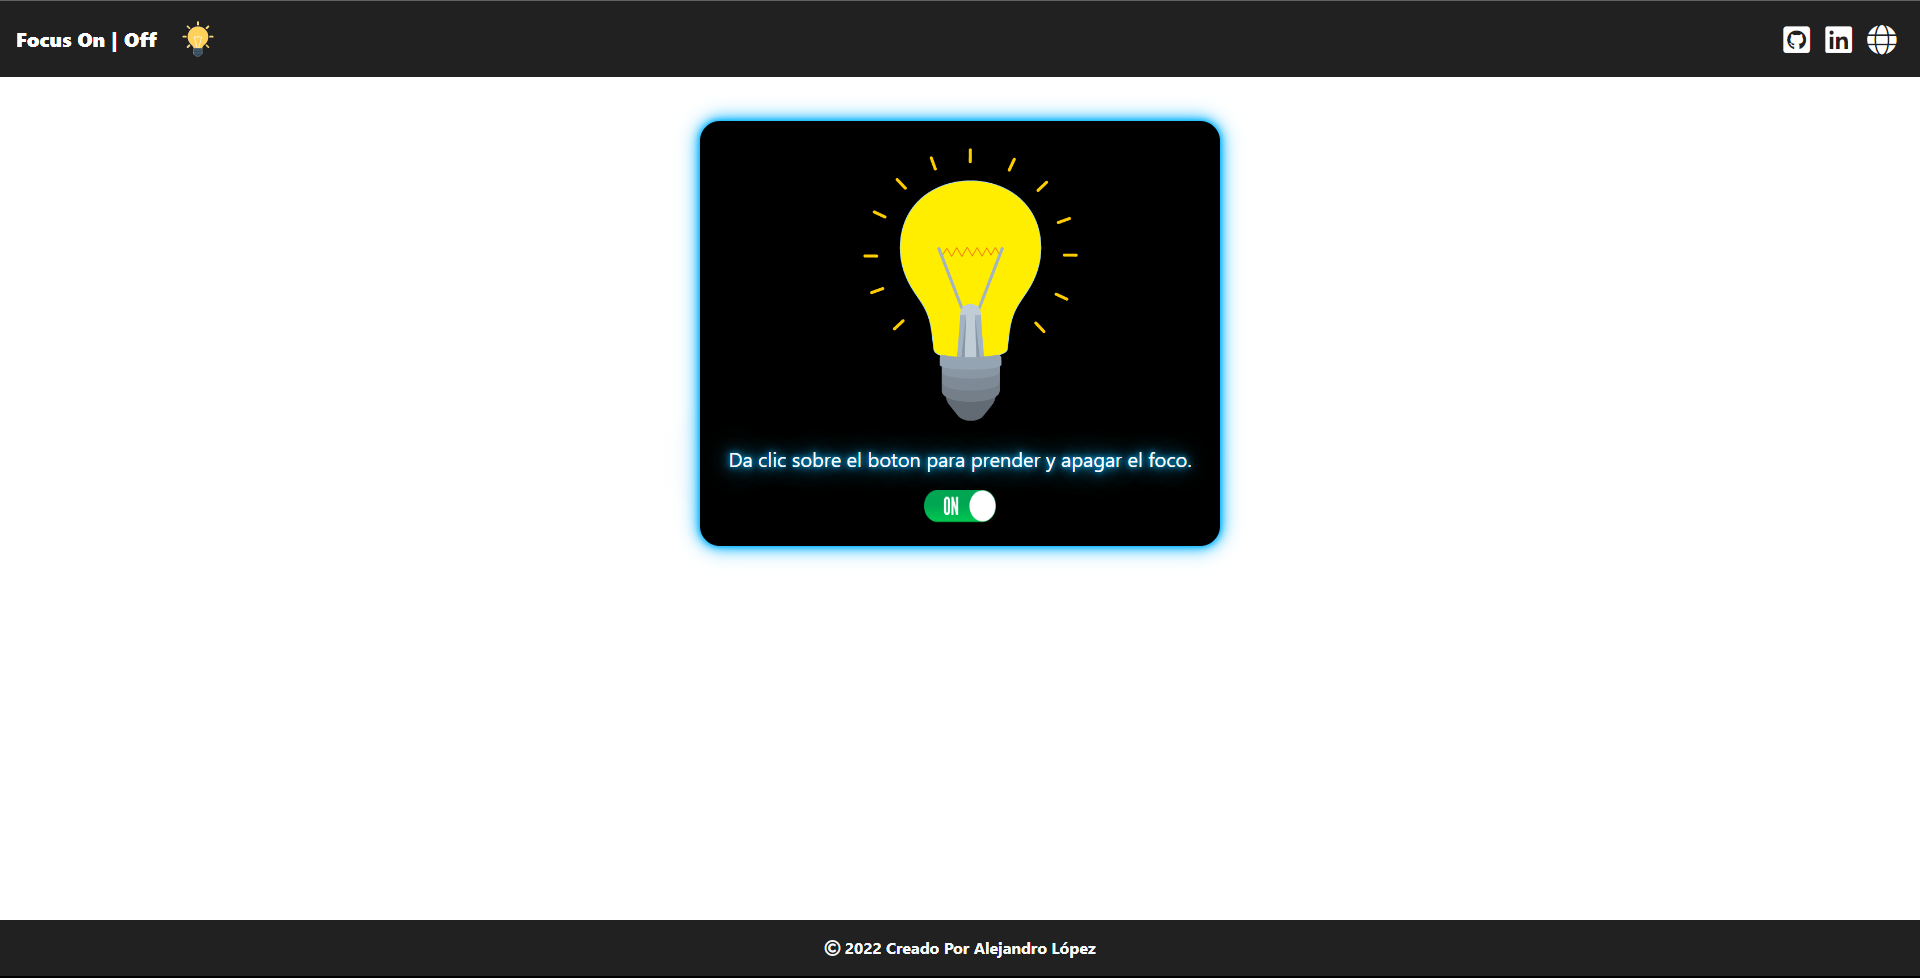 Focus On | Off
Da clic sobre el boton para prender y apagar el foco.
ON
© 2022 Creado Por Alejandro López